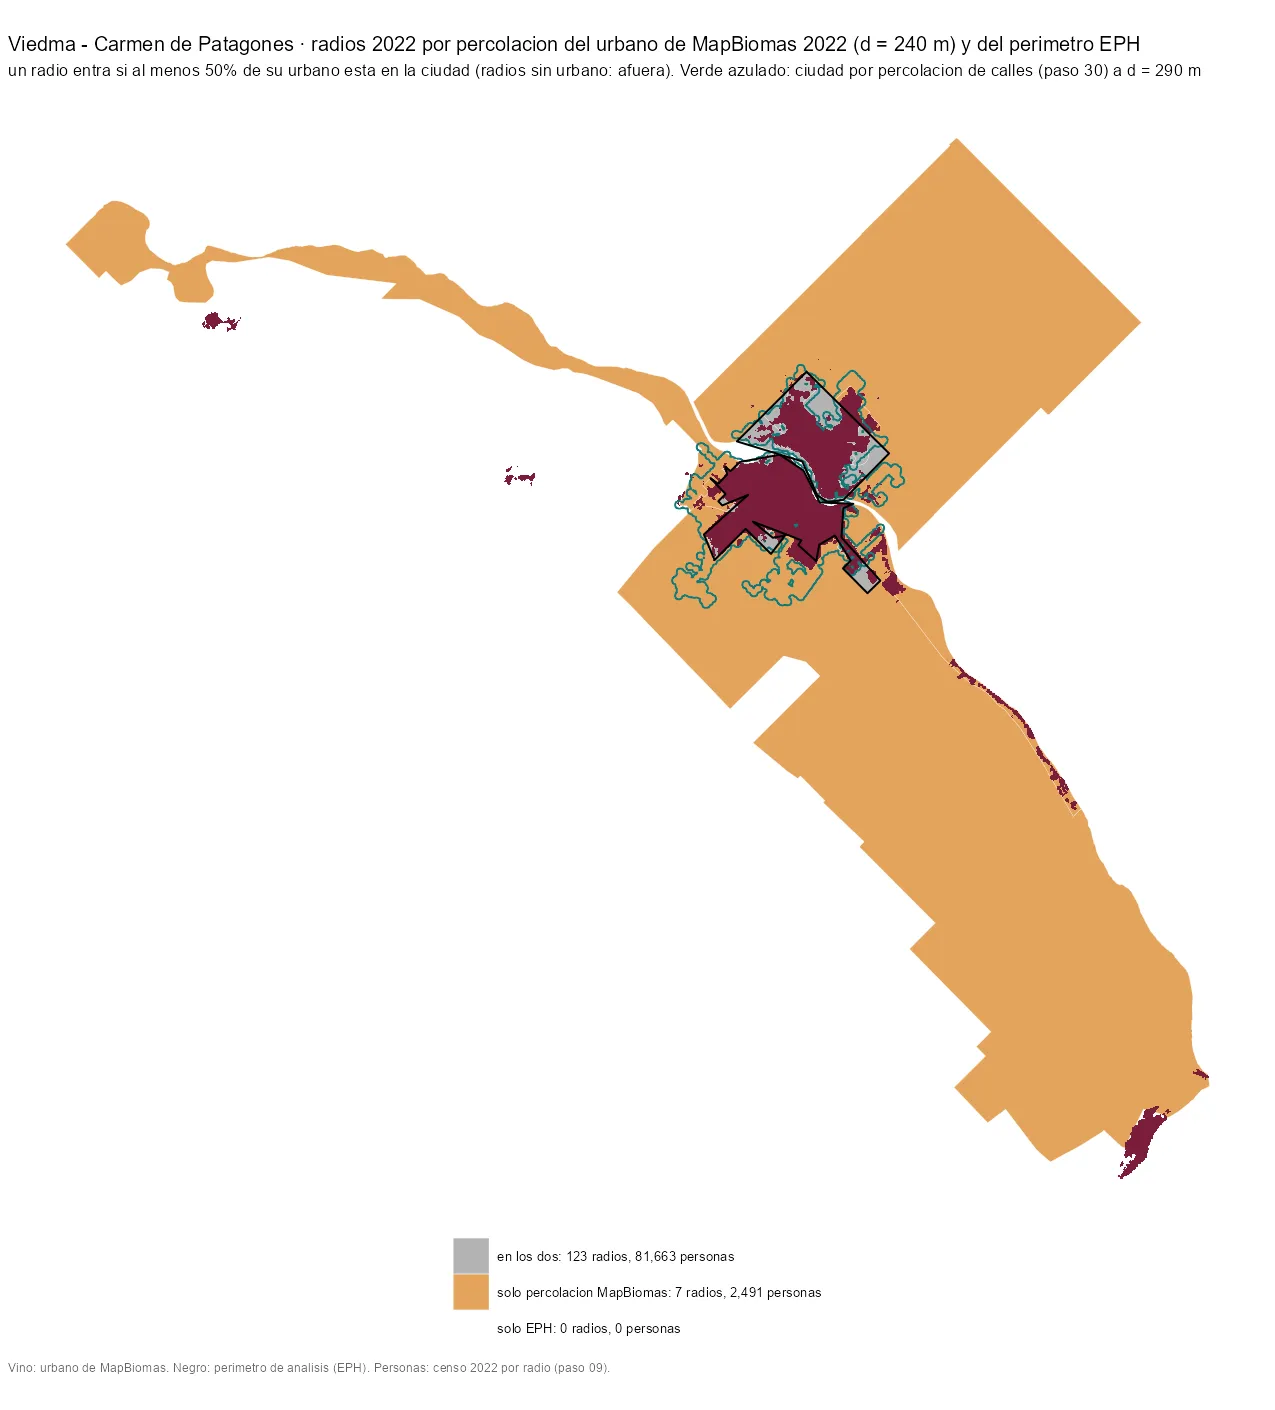 Viedma - Carmen de Patagones · radios 2022 por percolacion del urbano de MapBiomas 2022 (d = 240 m) y del perimetro EPH
un radio entra si al menos 50% de su urbano esta en la ciudad (radios sin urbano: afuera). Verde azulado: ciudad por percolacion de calles (paso 30) a d = 290 m
en los dos: 123 radios, 81,663 personas
solo percolacion MapBiomas: 7 radios, 2,491 personas
solo EPH: 0 radios, 0 personas
Vino: urbano de MapBiomas. Negro: perimetro de analisis (EPH). Personas: censo 2022 por radio (paso 09).